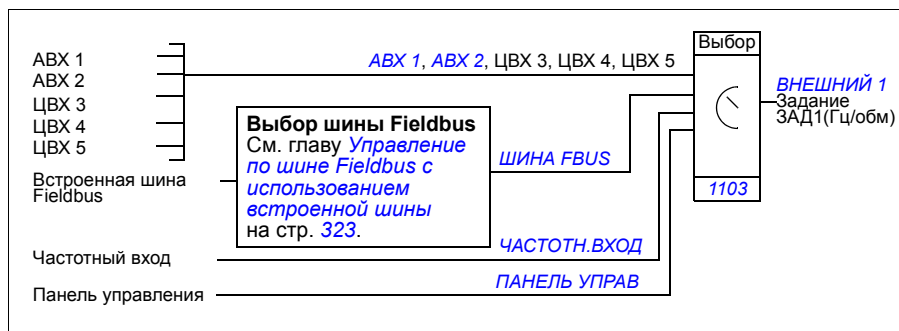 Выбор
АВХ 1
АВХ 2
ЦВХ 3
ЦВХ 4
ЦВХ 5
АВХ 1, АВХ 2, ЦВХ 3, ЦВХ 4, ЦВХ 5
ВНЕШНИЙ 1
Задание
ЗАД1(Гц/обм)
Выбор шины Fieldbus
См. главу Управление
по шине Fieldbus с
использованием
встроенной шины
на стр. 323.
ШИНА FBUS
Встроенная шина
Fieldbus
1103
ЧАСТОТН.ВХОД
Частотный вход
ПАНЕЛЬ УПРАВ
Панель управления